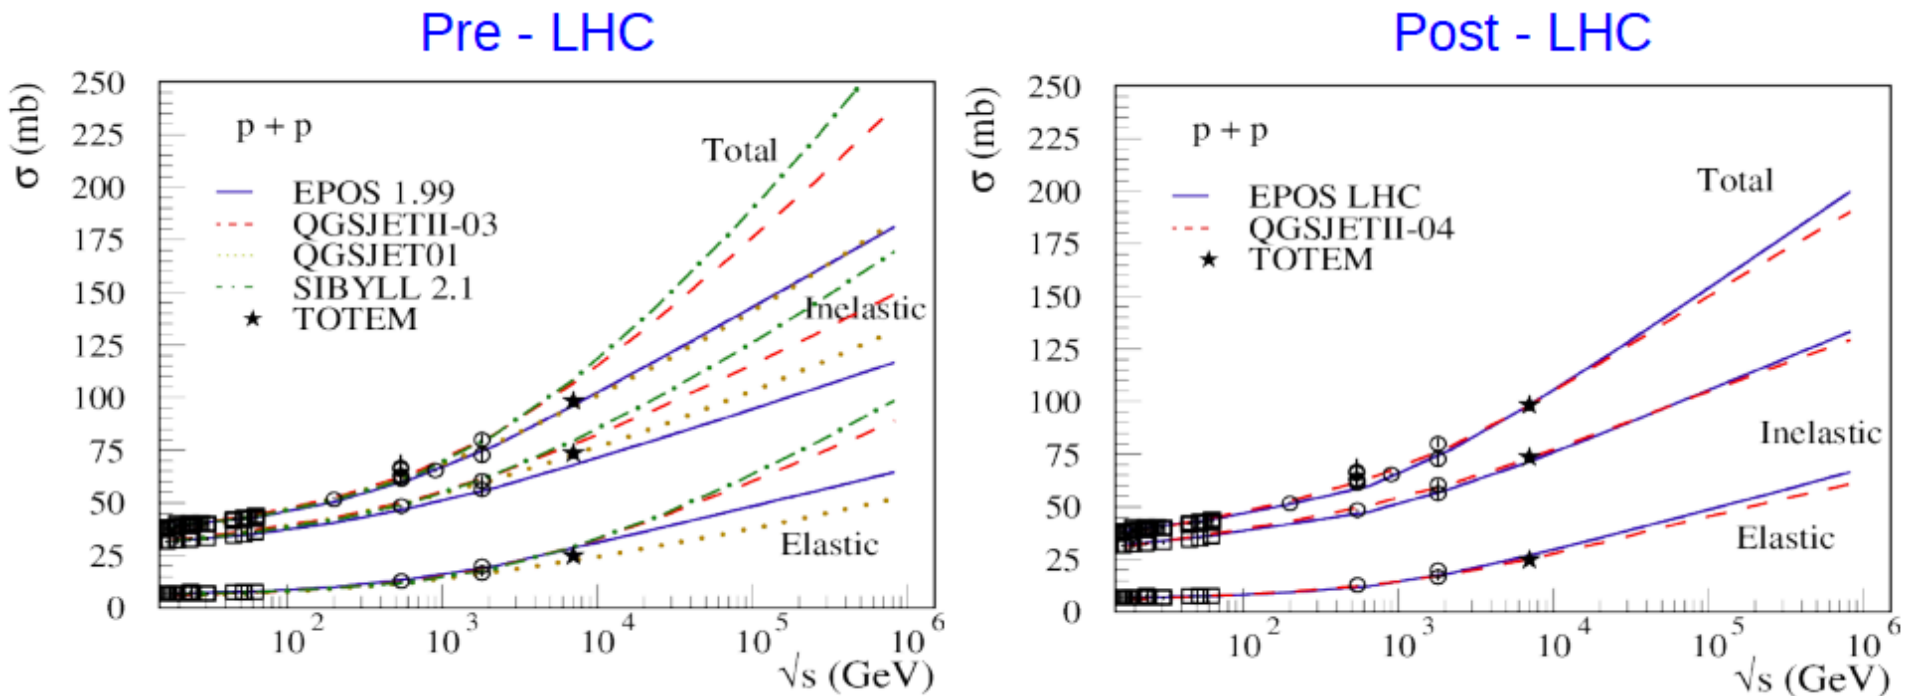 Pre - LHC
σ (mb)
250
225
200
175
150
125
100
75
50
25
0
p + p
EPOS 1.99
QGSJETII-03
QGSJET01
SIBYLL 2.1
TOTEM
Total
Inelastic
Elastic
10 2
10 3
10 4
10 5
10 6
√s (GeV)
Post - LHC
σ (mb)
250
225
200
175
150
125
100
75
50
25
0
p + p
EPOS LHC
QGSJETII-04
TOTEM
Total
Inelastic
Elastic
10 2
10 3
10 4
10 5
10 6
√s (GeV)